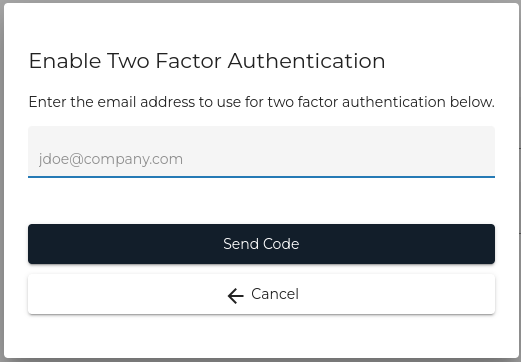 Enable Two Factor Authentication
Enter the email address to use for two factor authentication below.
jdoe@company.com
Send Code
Cancel